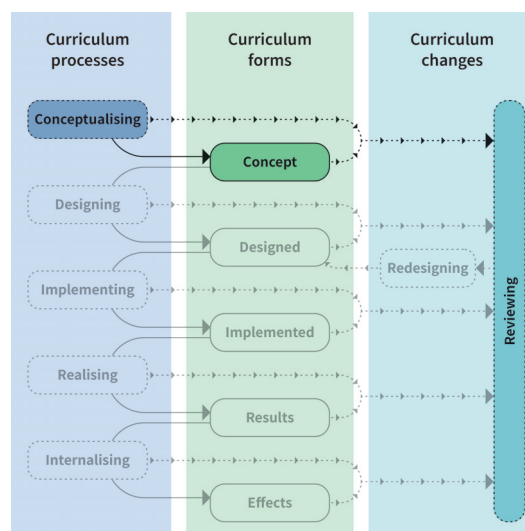 Curriculum
processes
Curriculum
forms
Curriculum
changes
Conceptualising
Concept
Designing
Designed
Redesigning
Implementing
Implemented
Realising
Results
Internalising
Effects
Reviewing